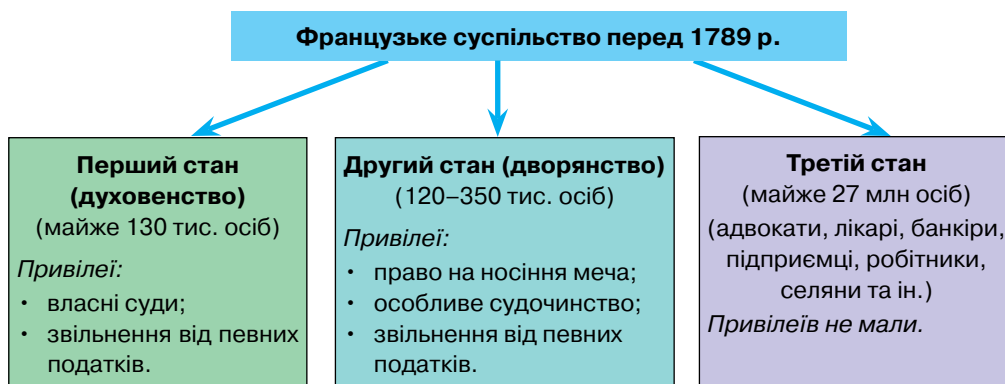 Французьке суспільство перед 1789 р.
Перший стан
(духовенство)
(майже 130 тис. осіб)
Привілеї:
• власні суди;
• звільнення від певних
податків.
Другий стан (дворянство)
(120–350 тис. осіб)
Привілеї:
• право на носіння меча;
• особливе судочинство;
• звільнення від певних
податків.
Третій стан
(майже 27 млн осіб)
(адвокати, лікарі, банкіри,
підприємці, робітники,
селяни та ін.)
Привілеїв не мали.